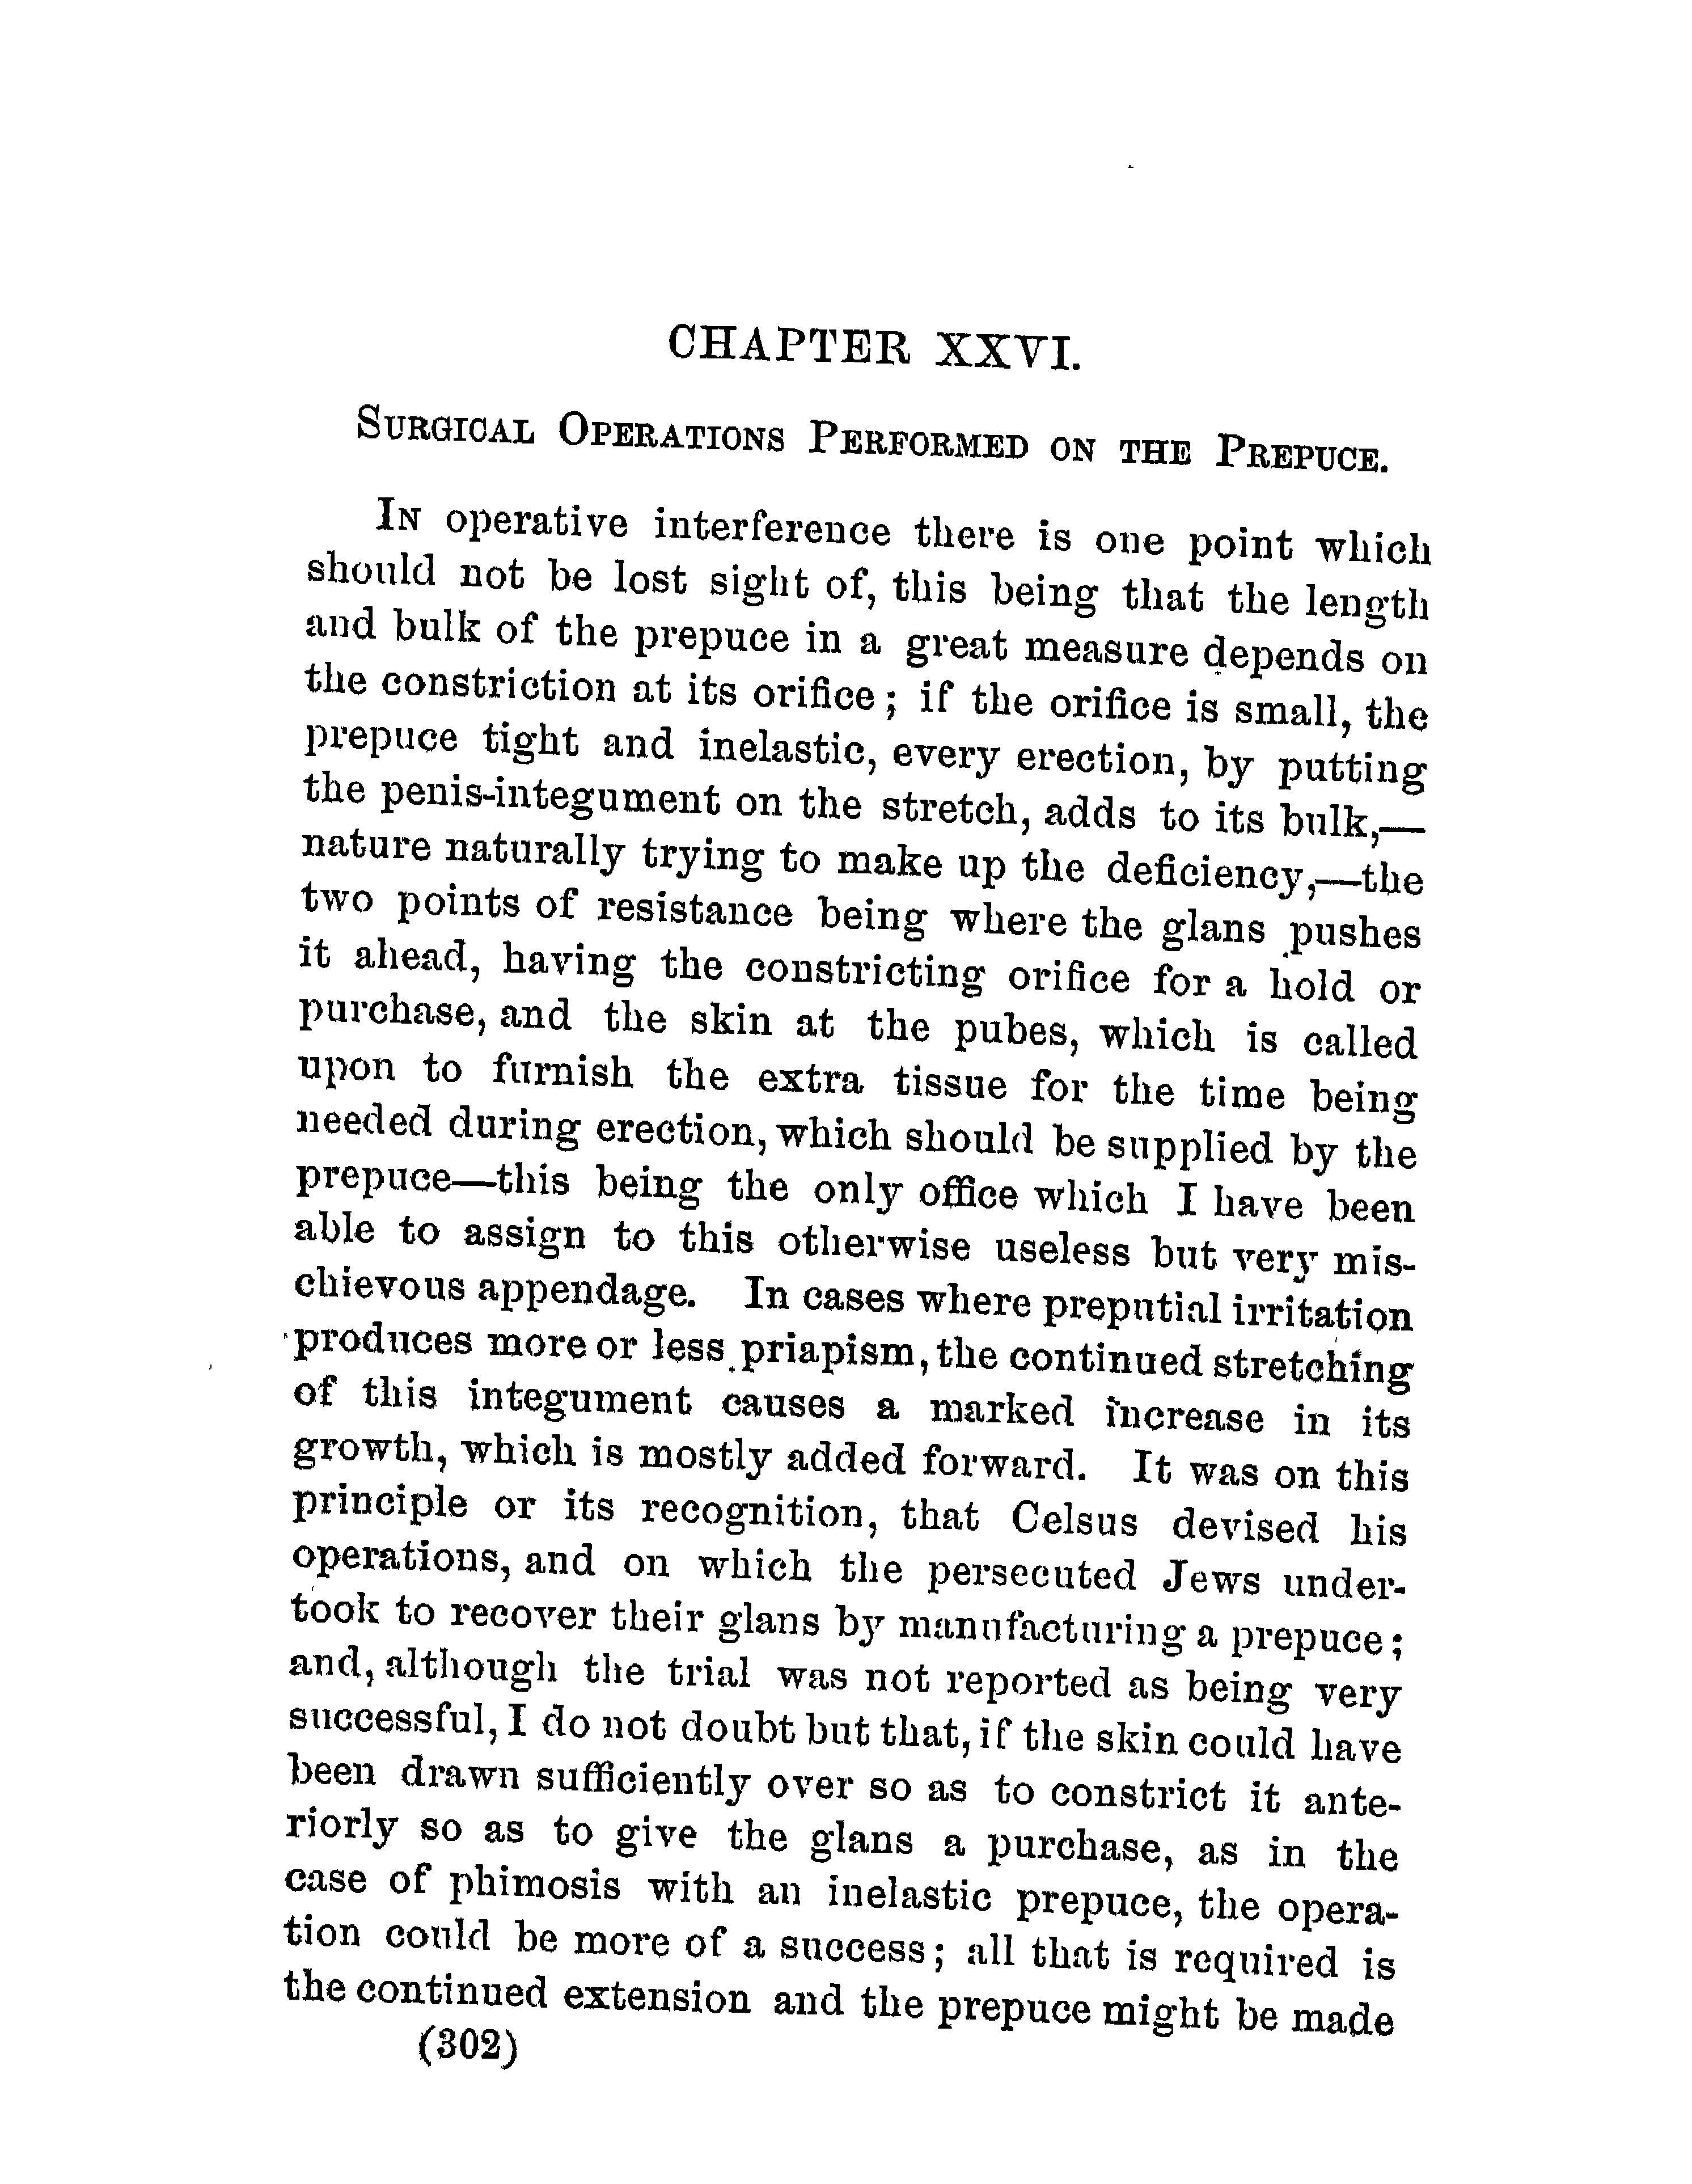 CHAPTER XXVI.
Surgical Operations Performed on the Prepuce.
In operative interference there is one point which
should not be lost sight of, this being that the length
and bulk of the prepuce in a great measure depends on
the constriction at its orifice; if the orifice is small, the
prepuce tight and inelastic, every erection, by putting
the penis-integument on the stretch, adds to its bulk,—
nature naturally trying to make up the deficiency,—the
two points of resistance being where the glans pushes
it ahead, having the constricting orifice for a hold or
purchase, and the skin at the pubes, which is called
upon to furnish the extra tissue for the time being
needed during erection, which should be supplied by the
prepuce—this being the only office which I have been
able to assign to this otherwise useless but very mis-
chievous appendage. In cases where preputial irritation
produces more or less priapism, the continued stretching
of this integument causes a marked increase in its
growth, which is mostly added forward. It was on this
principle or its recognition, that Celsus devised his
operations, and on which the persecuted Jews under-
took to recover their glans by manufacturing a prepuce;
and, although the trial was not reported as being very
successful, I do not doubt but that, if the skin could have
been drawn sufficiently over so as to constrict it ante-
riorly so as to give the glans a purchase, as in the
case of phimosis with an inelastic prepuce, the opera-
tion could be more of a success; all that is required is
the continued extension and the prepuce might be made
(302)